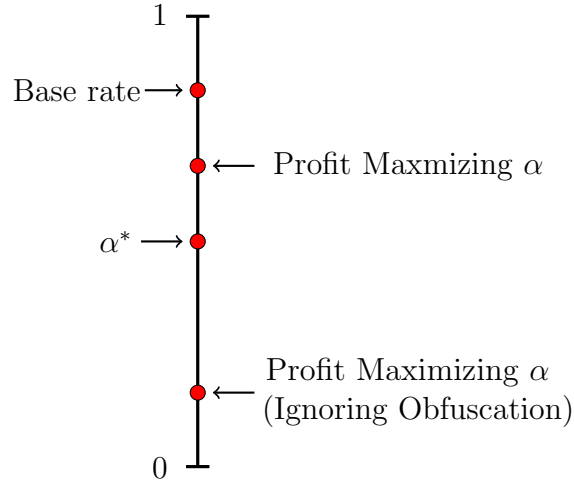 1
Base rate
Profit Maxmizing α
α*
Profit Maximizing α
(Ignoring Obfuscation)
0